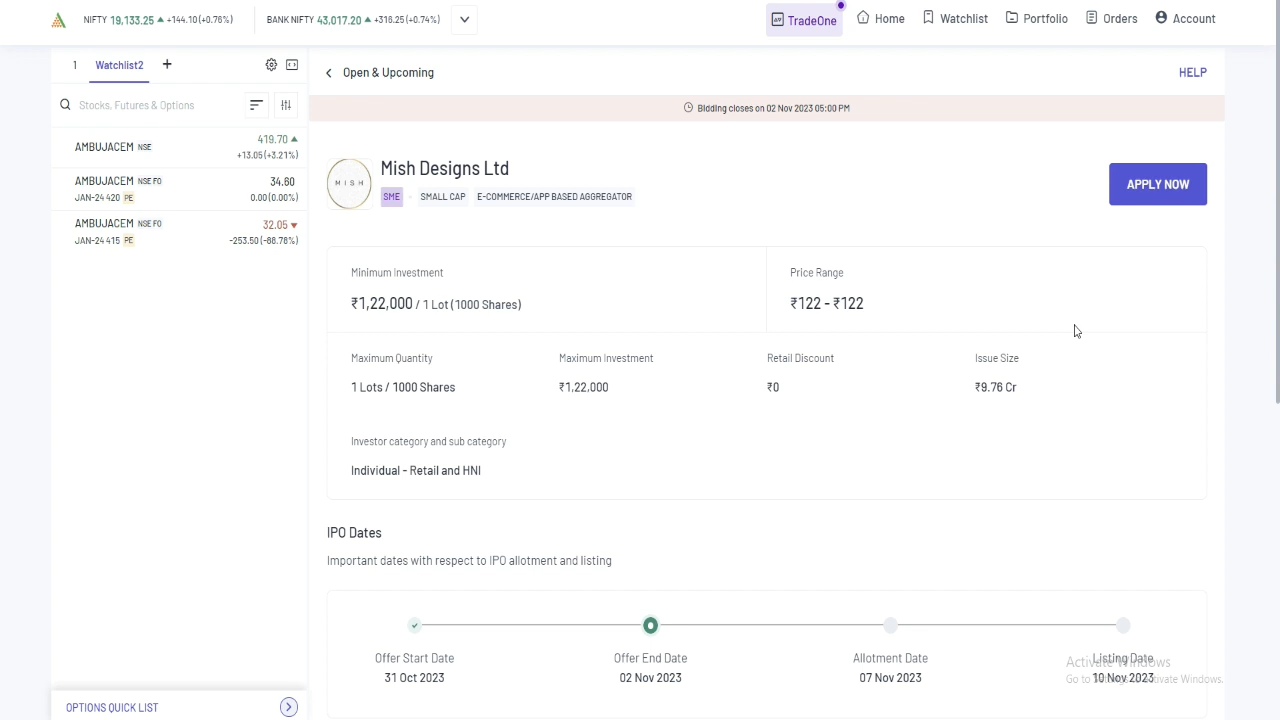 NIFTY 19,133.25 ▲ +144.10 (+0.76%) BANK NIFTY 43,017.20 ▲ +316.25 (+0.74%) TradeOne Home Watchlist Portfolio Orders Account
1 Watchlist2 +
Stocks, Futures & Options
AMBUJACEM NSE 419.70 ▲
+13.05 (+3.21%)
AMBUJACEM NSE FO 34.60
JAN-24 420 PE 0.00 (0.00%)
AMBUJACEM NSE FO 32.05 ▼
JAN-24 415 PE -253.50 (-88.78%)
OPTIONS QUICK LIST
Open & Upcoming HELP
Bidding closes on 02 Nov 2023 05:00 PM
MISH
Mish Designs Ltd
SME SMALL CAP E-COMMERCE/APP BASED AGGREGATOR
APPLY NOW
Minimum Investment Price Range
₹1,22,000 / 1 Lot (1000 Shares) ₹122 - ₹122
Maximum Quantity Maximum Investment Retail Discount Issue Size
1 Lots / 1000 Shares ₹1,22,000 ₹0 ₹9.76 Cr
Investor category and sub category
Individual - Retail and HNI
IPO Dates
Important dates with respect to IPO allotment and listing
Offer Start Date Offer End Date Allotment Date Listing Date
31 Oct 2023 02 Nov 2023 07 Nov 2023 10 Nov 2023
Activate Windows
Go to Settings to Activate Windows.